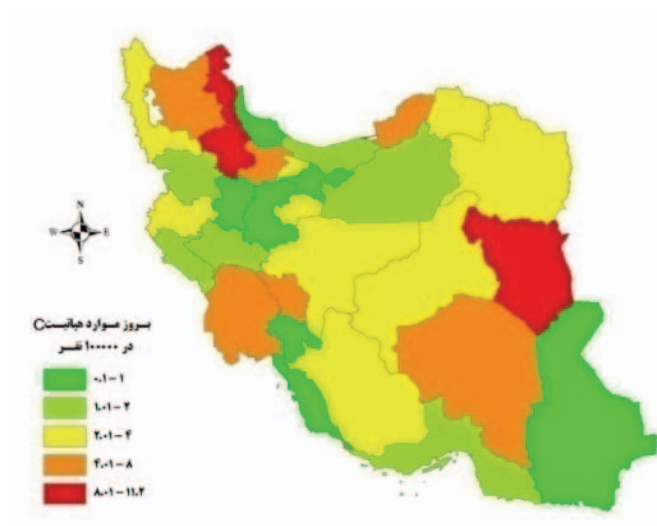 N
W E
S
بروز موارد هپاتیت C
در ۱۰۰۰۰۰ نفر
۰.۱ – ۱
۱.۰۱ – ۲
۲.۰۱ – ۴
۴.۰۱ – ۸
۸.۰۱ – ۱۱.۲